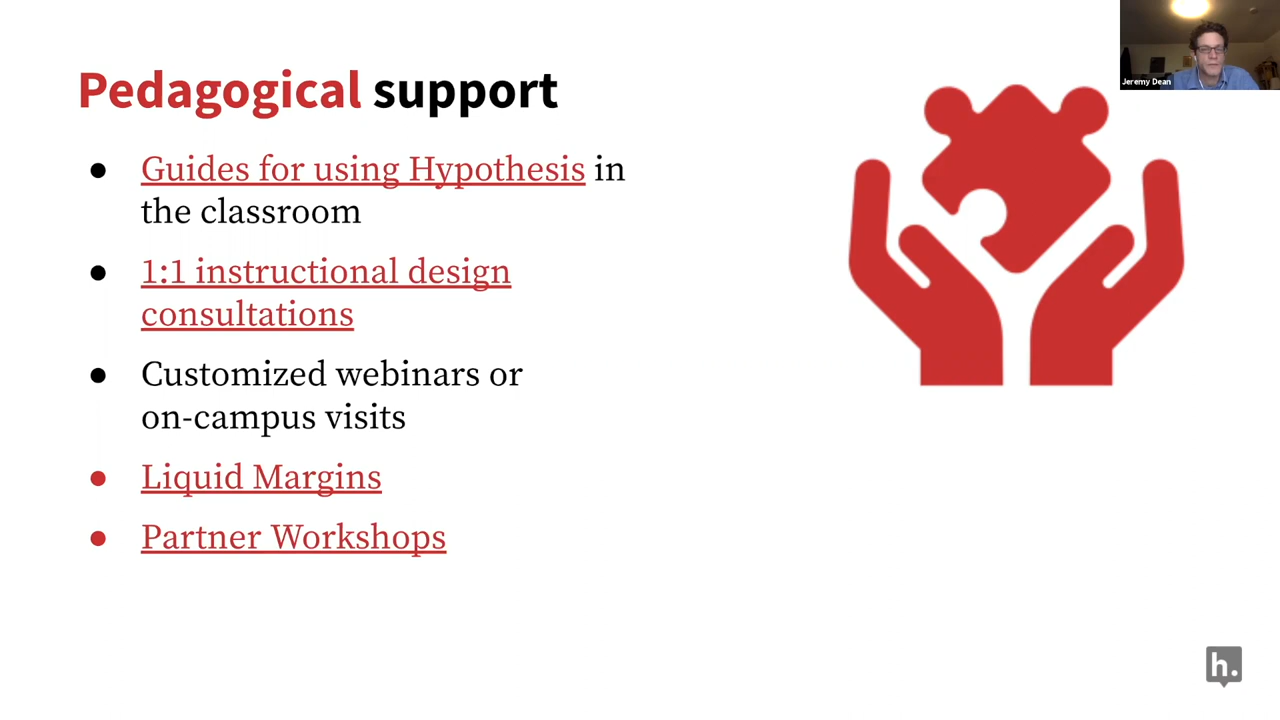 Pedagogical support
● Guides for using Hypothesis in
the classroom
● 1:1 instructional design
consultations
● Customized webinars or
on-campus visits
● Liquid Margins
● Partner Workshops
Jeremy Dean
h.